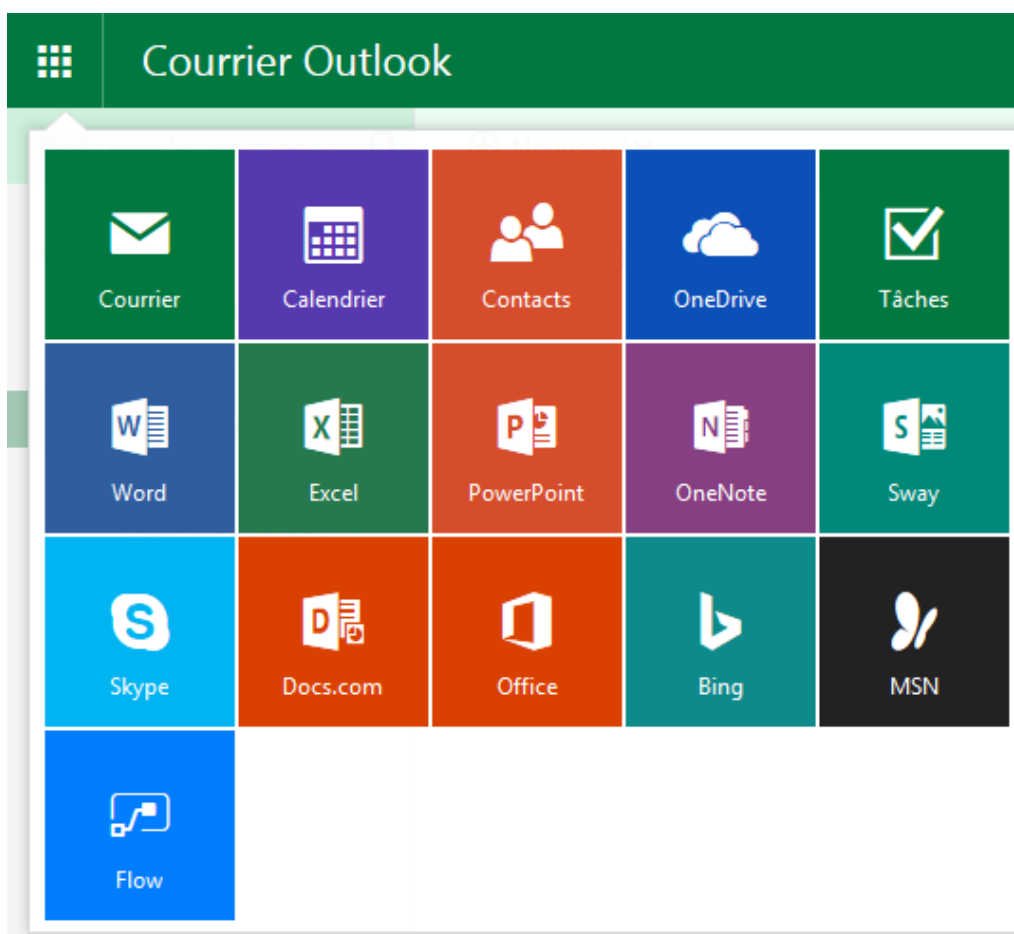 Courrier Outlook
Courrier Calendrier Contacts OneDrive Tâches
W X P N S
Word Excel PowerPoint OneNote Sway
S D
Skype Docs.com Office Bing MSN
Flow